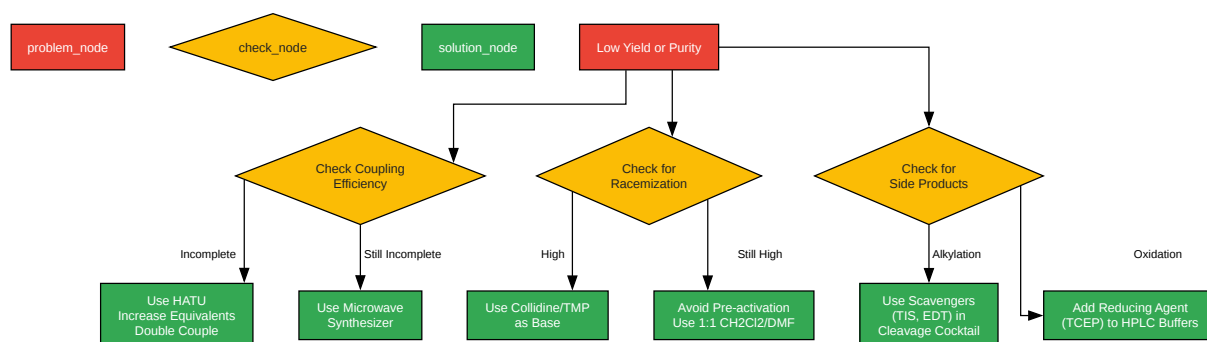 problem_node
check_node
solution_node
Low Yield or Purity
Check Coupling
Efficiency
Check for
Racemization
Check for
Side Products
Incomplete
Still Incomplete
High
Still High
Alkylation
Oxidation
Use HATU
Increase Equivalents
Double Couple
Use Microwave
Synthesizer
Use Collidine/TMP
as Base
Avoid Pre-activation
Use 1:1 CH2Cl2/DMF
Use Scavengers
(TIS, EDT) in
Cleavage Cocktail
Add Reducing Agent
(TCEP) to HPLC Buffers